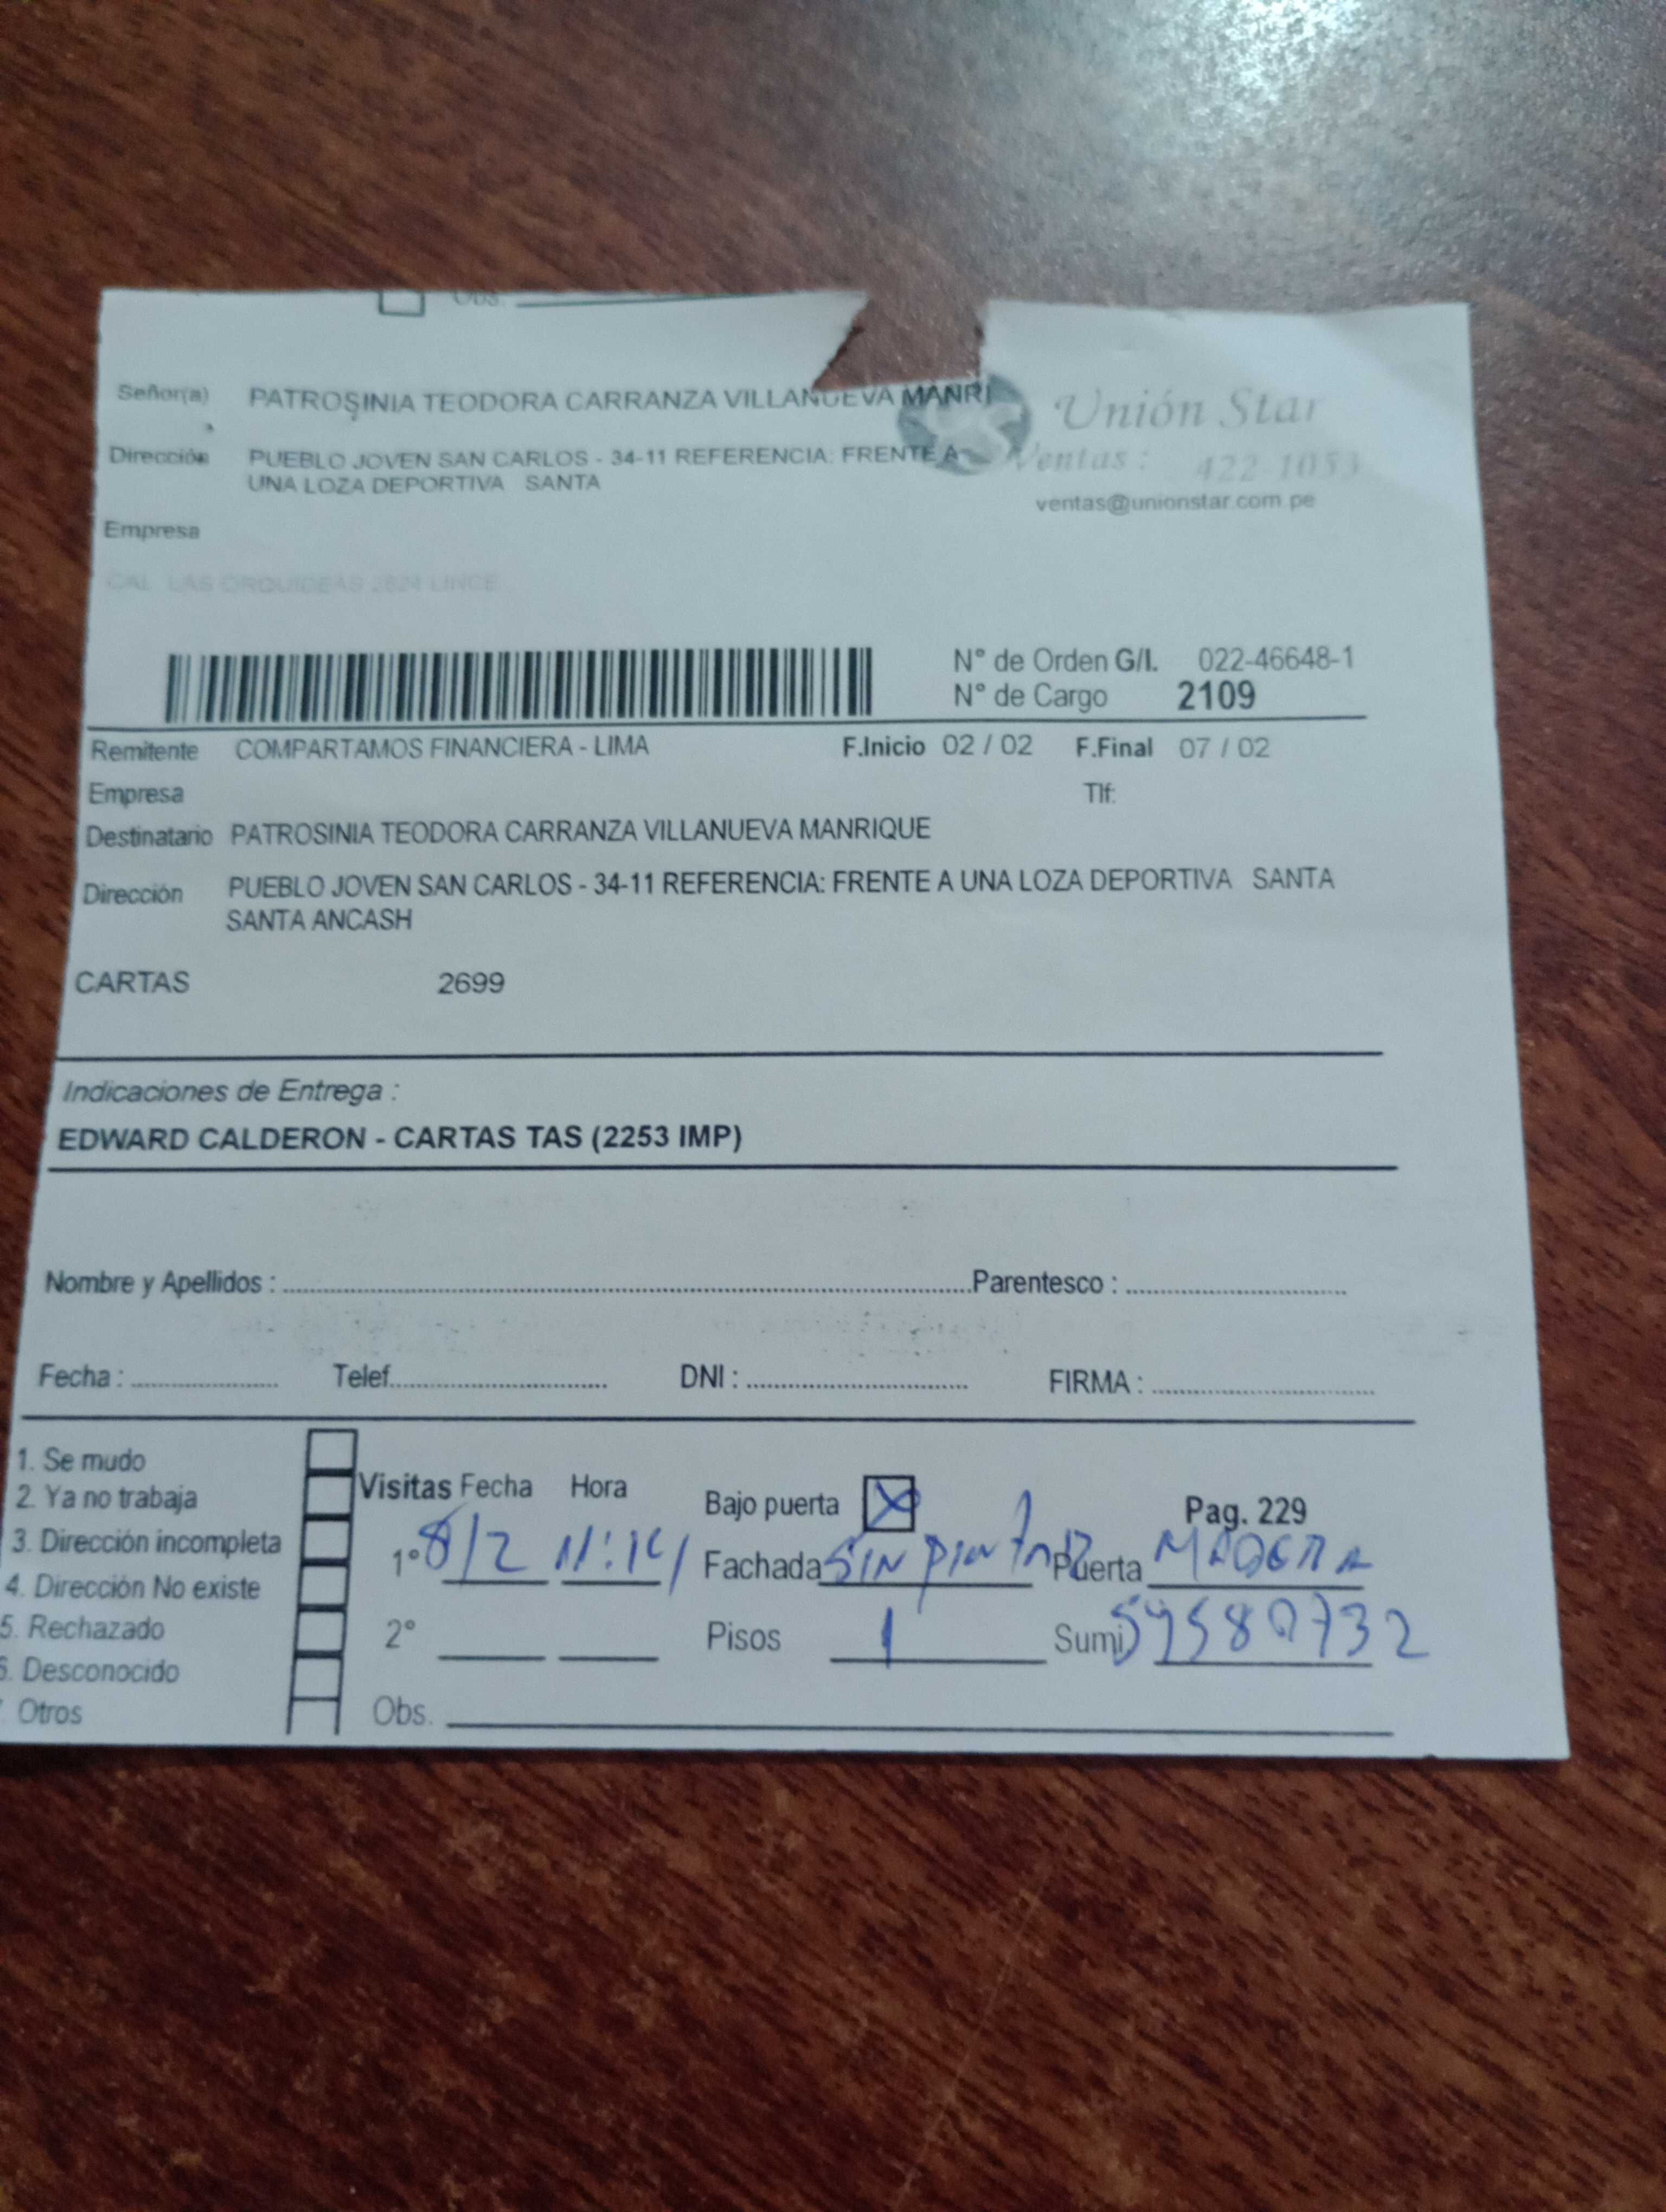 Obs.
Señor(a) PATROSINIA TEODORA CARRANZA VILLANUEVA MANRI
Unión Star
Dirección PUEBLO JOVEN SAN CARLOS - 34-11 REFERENCIA: FRENTE A
Ventas : 422-1053
UNA LOZA DEPORTIVA SANTA
ventas@unionstar.com.pe
Empresa
CAL. LAS ORQUIDEAS 2624 LINCE
N° de Orden G/I. 022-46648-1
N° de Cargo 2109
Remitente COMPARTAMOS FINANCIERA - LIMA F.Inicio 02 / 02 F.Final 07 / 02
Empresa Tlf:
Destinatario PATROSINIA TEODORA CARRANZA VILLANUEVA MANRIQUE
Dirección PUEBLO JOVEN SAN CARLOS - 34-11 REFERENCIA: FRENTE A UNA LOZA DEPORTIVA SANTA
SANTA ANCASH
CARTAS 2699
Indicaciones de Entrega :
EDWARD CALDERON - CARTAS TAS (2253 IMP)
Nombre y Apellidos : Parentesco :
Fecha : Telef. DNI : FIRMA :
1. Se mudo
2. Ya no trabaja
3. Dirección incompleta
4. Dirección No existe
5. Rechazado
6. Desconocido
Otros
Visitas Fecha Hora Bajo puerta X Pag. 229
1° 8/2 11:14 Fachada SIN PINTAR Puerta MADERA
2° Pisos 1 Sumi 59580732
Obs.